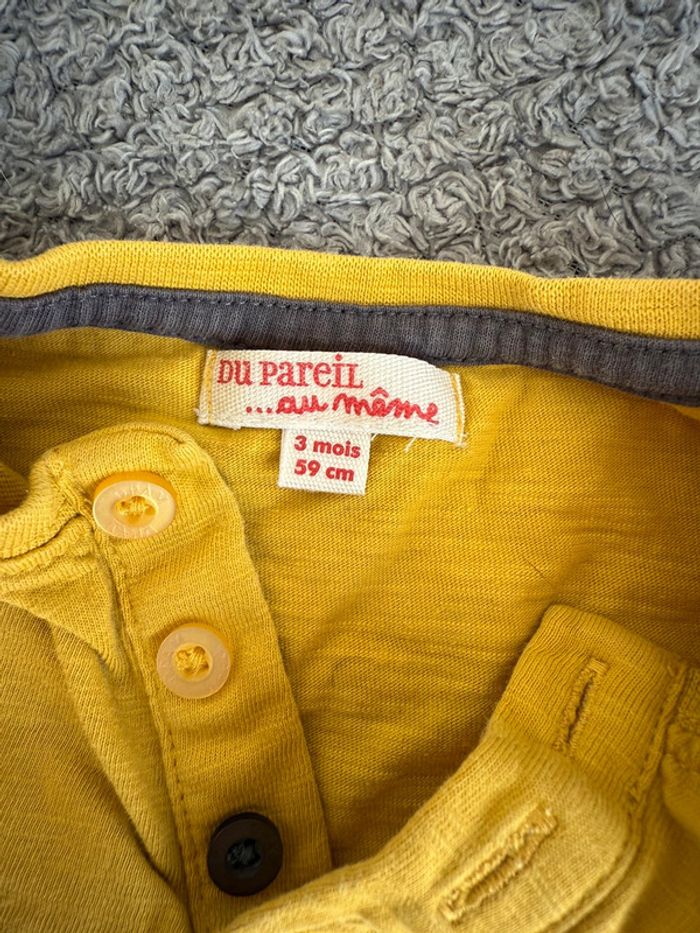 DU PAREIL
...au même
3 mois
59 cm